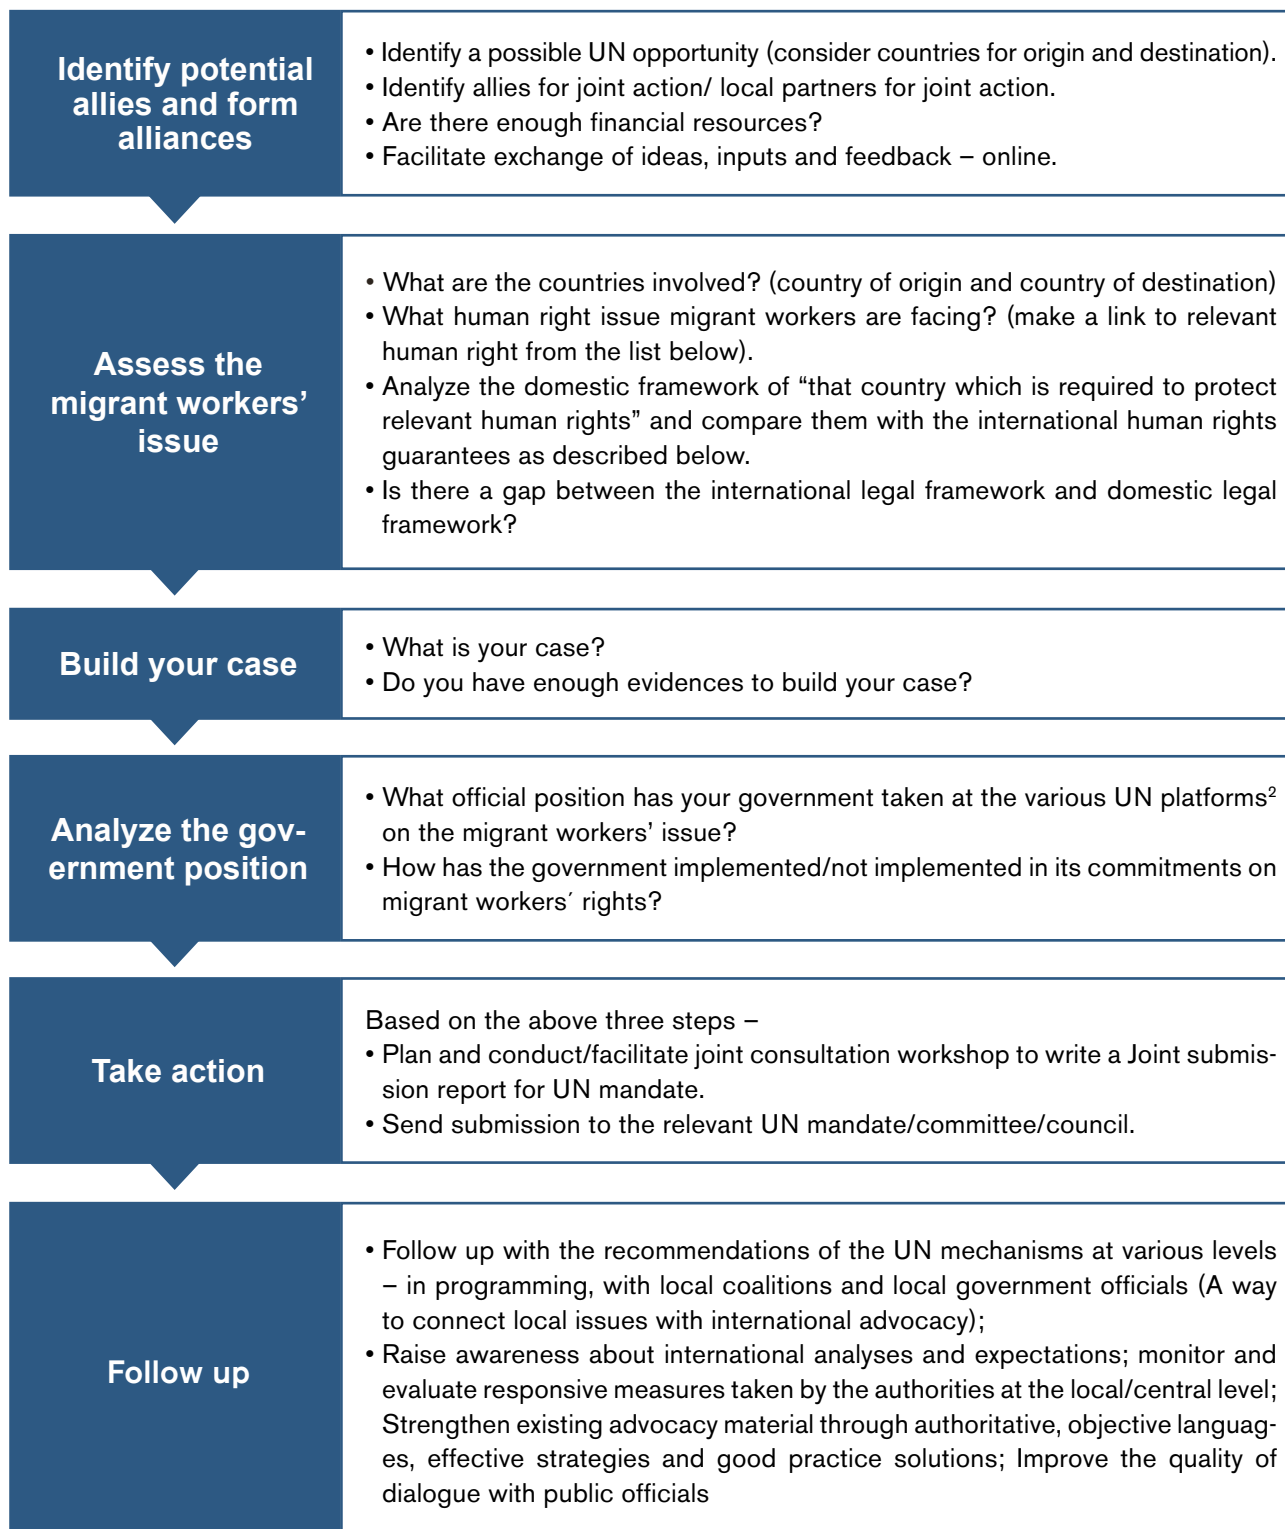 Identify potential
allies and form
alliances
• Identify a possible UN opportunity (consider countries for origin and destination).
• Identify allies for joint action/ local partners for joint action.
• Are there enough financial resources?
• Facilitate exchange of ideas, inputs and feedback – online.
Assess the
migrant workers’
issue
• What are the countries involved? (country of origin and country of destination)
• What human right issue migrant workers are facing? (make a link to relevant
human right from the list below).
• Analyze the domestic framework of “that country which is required to protect
relevant human rights” and compare them with the international human rights
guarantees as described below.
• Is there a gap between the international legal framework and domestic legal
framework?
Build your case
• What is your case?
• Do you have enough evidences to build your case?
Analyze the gov-
ernment position
• What official position has your government taken at the various UN platforms²
on the migrant workers’ issue?
• How has the government implemented/not implemented in its commitments on
migrant workers´ rights?
Take action
Based on the above three steps –
• Plan and conduct/facilitate joint consultation workshop to write a Joint submis-
sion report for UN mandate.
• Send submission to the relevant UN mandate/committee/council.
Follow up
• Follow up with the recommendations of the UN mechanisms at various levels
– in programming, with local coalitions and local government officials (A way
to connect local issues with international advocacy);
• Raise awareness about international analyses and expectations; monitor and
evaluate responsive measures taken by the authorities at the local/central level;
Strengthen existing advocacy material through authoritative, objective languag-
es, effective strategies and good practice solutions; Improve the quality of
dialogue with public officials